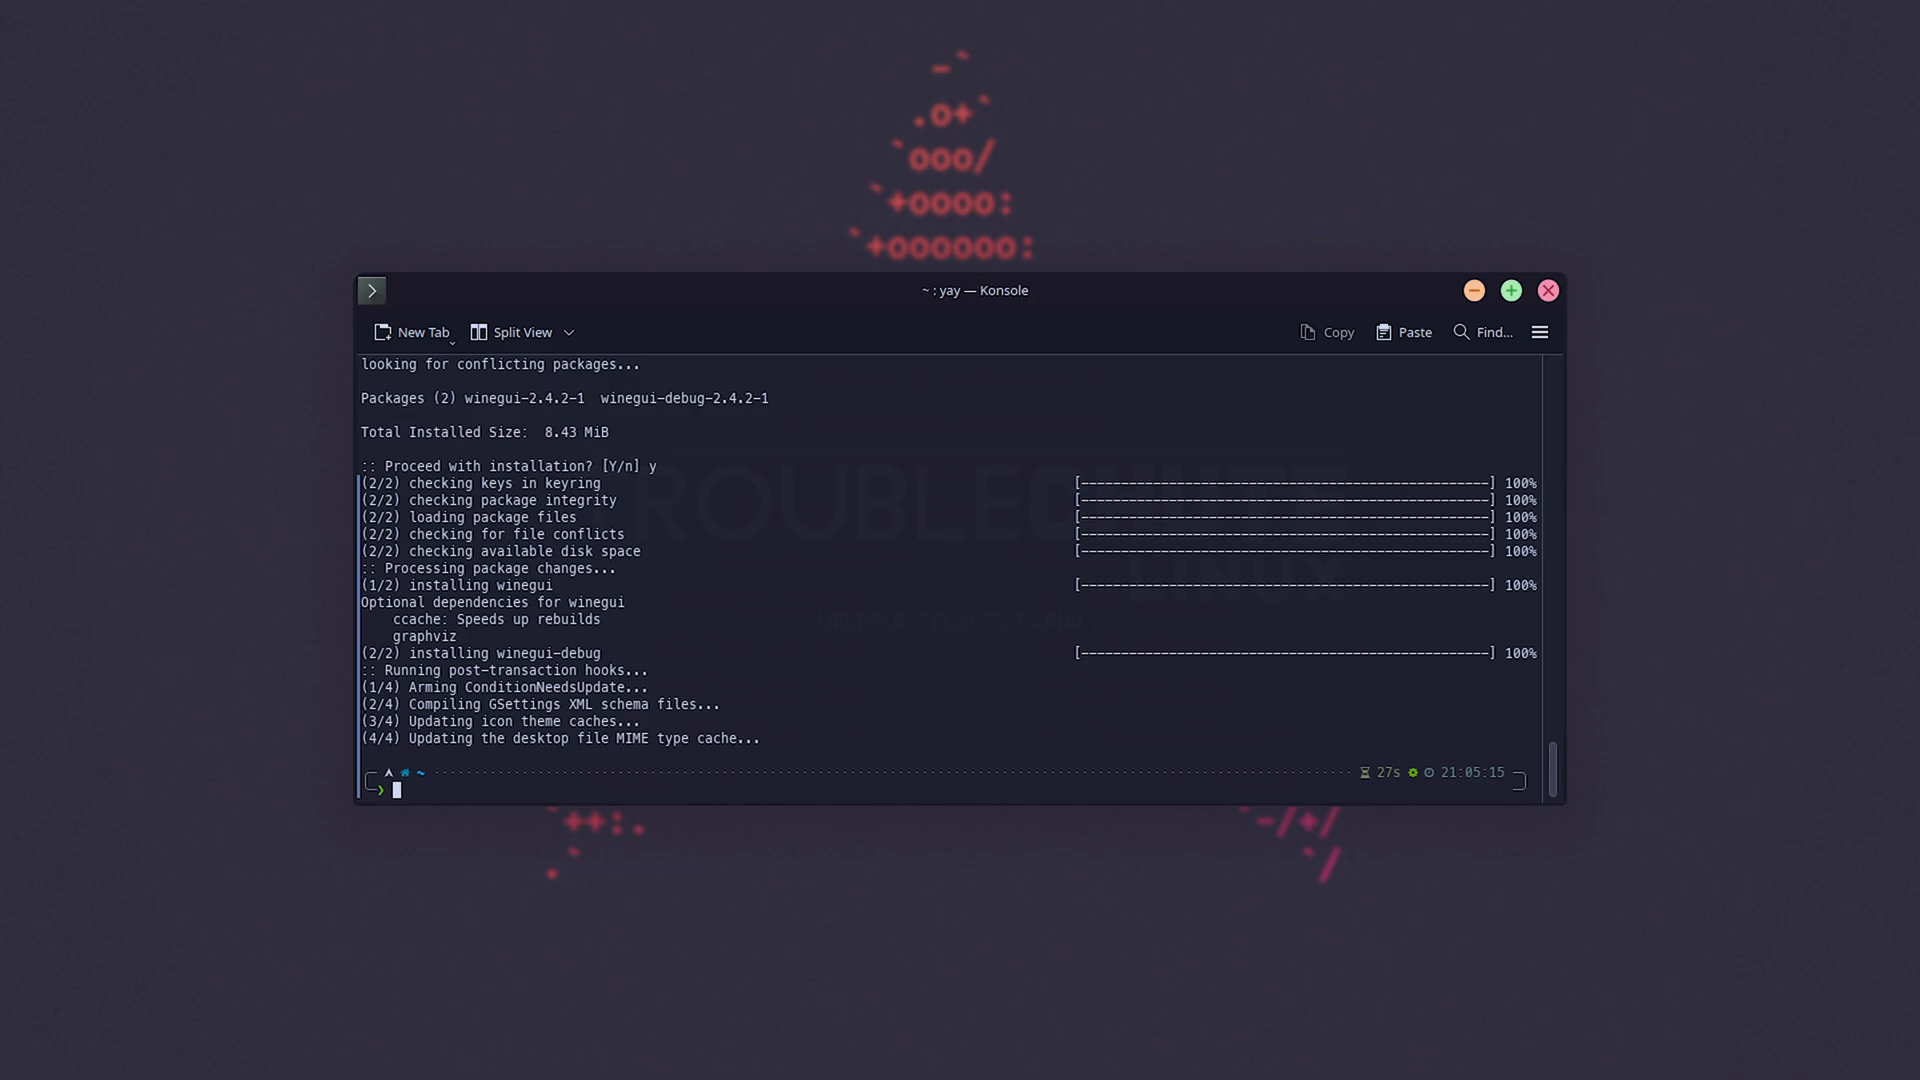 -`
.o+`
`ooo/
`+oooo:
`+oooooo:
~ : yay — Konsole
New Tab Split View Copy Paste Find...
looking for conflicting packages...
Packages (2) winegui-2.4.2-1  winegui-debug-2.4.2-1
Total Installed Size:  8.43 MiB
:: Proceed with installation? [Y/n] y
(2/2) checking keys in keyring [----------------------------------------------------] 100%
(2/2) checking package integrity [----------------------------------------------------] 100%
(2/2) loading package files [----------------------------------------------------] 100%
(2/2) checking for file conflicts [----------------------------------------------------] 100%
(2/2) checking available disk space [----------------------------------------------------] 100%
:: Processing package changes...
(1/2) installing winegui [----------------------------------------------------] 100%
Optional dependencies for winegui
    ccache: Speeds up rebuilds
    graphviz
(2/2) installing winegui-debug [----------------------------------------------------] 100%
:: Running post-transaction hooks...
(1/4) Arming ConditionNeedsUpdate...
(2/4) Compiling GSettings XML schema files...
(3/4) Updating icon theme caches...
(4/4) Updating the desktop file MIME type cache...
~ 27s 21:05:15
❯
`++:. `-/+/
.` `/